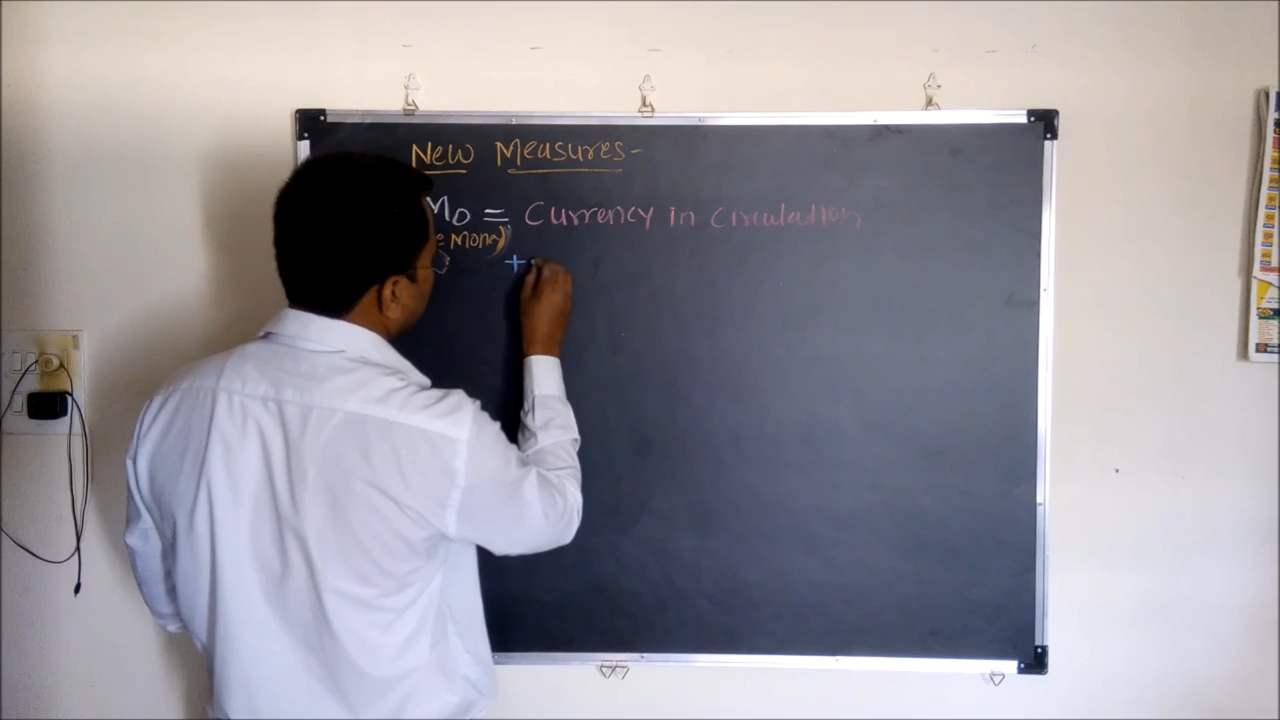 New Measures-
M0 = Currency in Circulation
e Money)
+